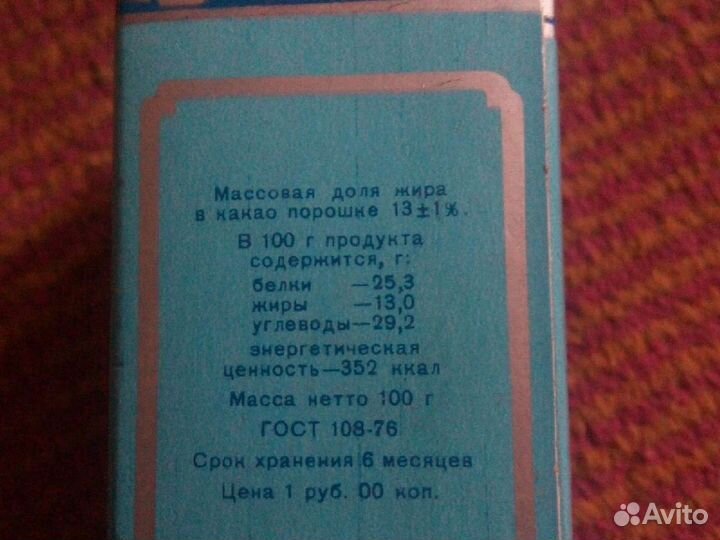 Массовая доля жира
в какао порошке 13±1%.
В 100 г продукта
содержится, г:
белки —25,3
жиры —13,0
углеводы—29,2
энергетическая
ценность—352 ккал
Масса нетто 100 г
ГОСТ 108-76
Срок хранения 6 месяцев
Цена 1 руб. 00 коп.
Avito